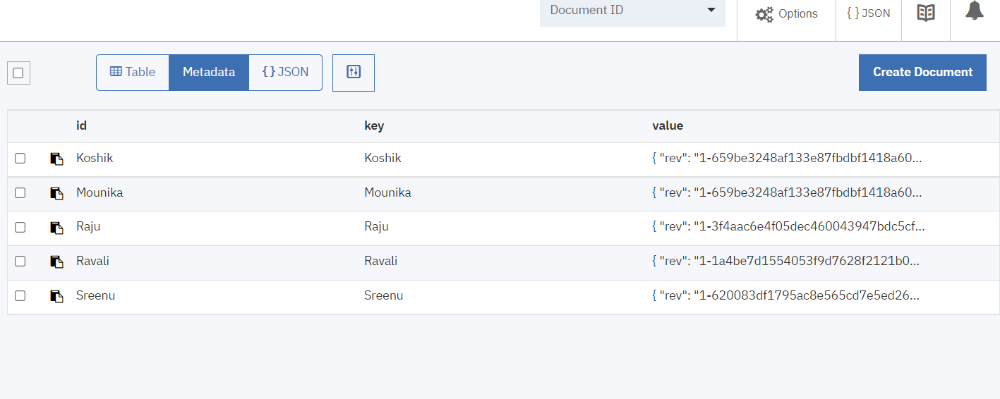 Document ID
Options
{ } JSON
Table
Metadata
{ } JSON
Create Document
id key value
Koshik Koshik { "rev": "1-659be3248af133e87fbdbf1418a60...
Mounika Mounika { "rev": "1-659be3248af133e87fbdbf1418a60...
Raju Raju { "rev": "1-3f4aac6e4f05dec460043947bdc5cf...
Ravali Ravali { "rev": "1-1a4be7d1554053f9d7628f2121b0...
Sreenu Sreenu { "rev": "1-620083df1795ac8e565cd7e5ed26...